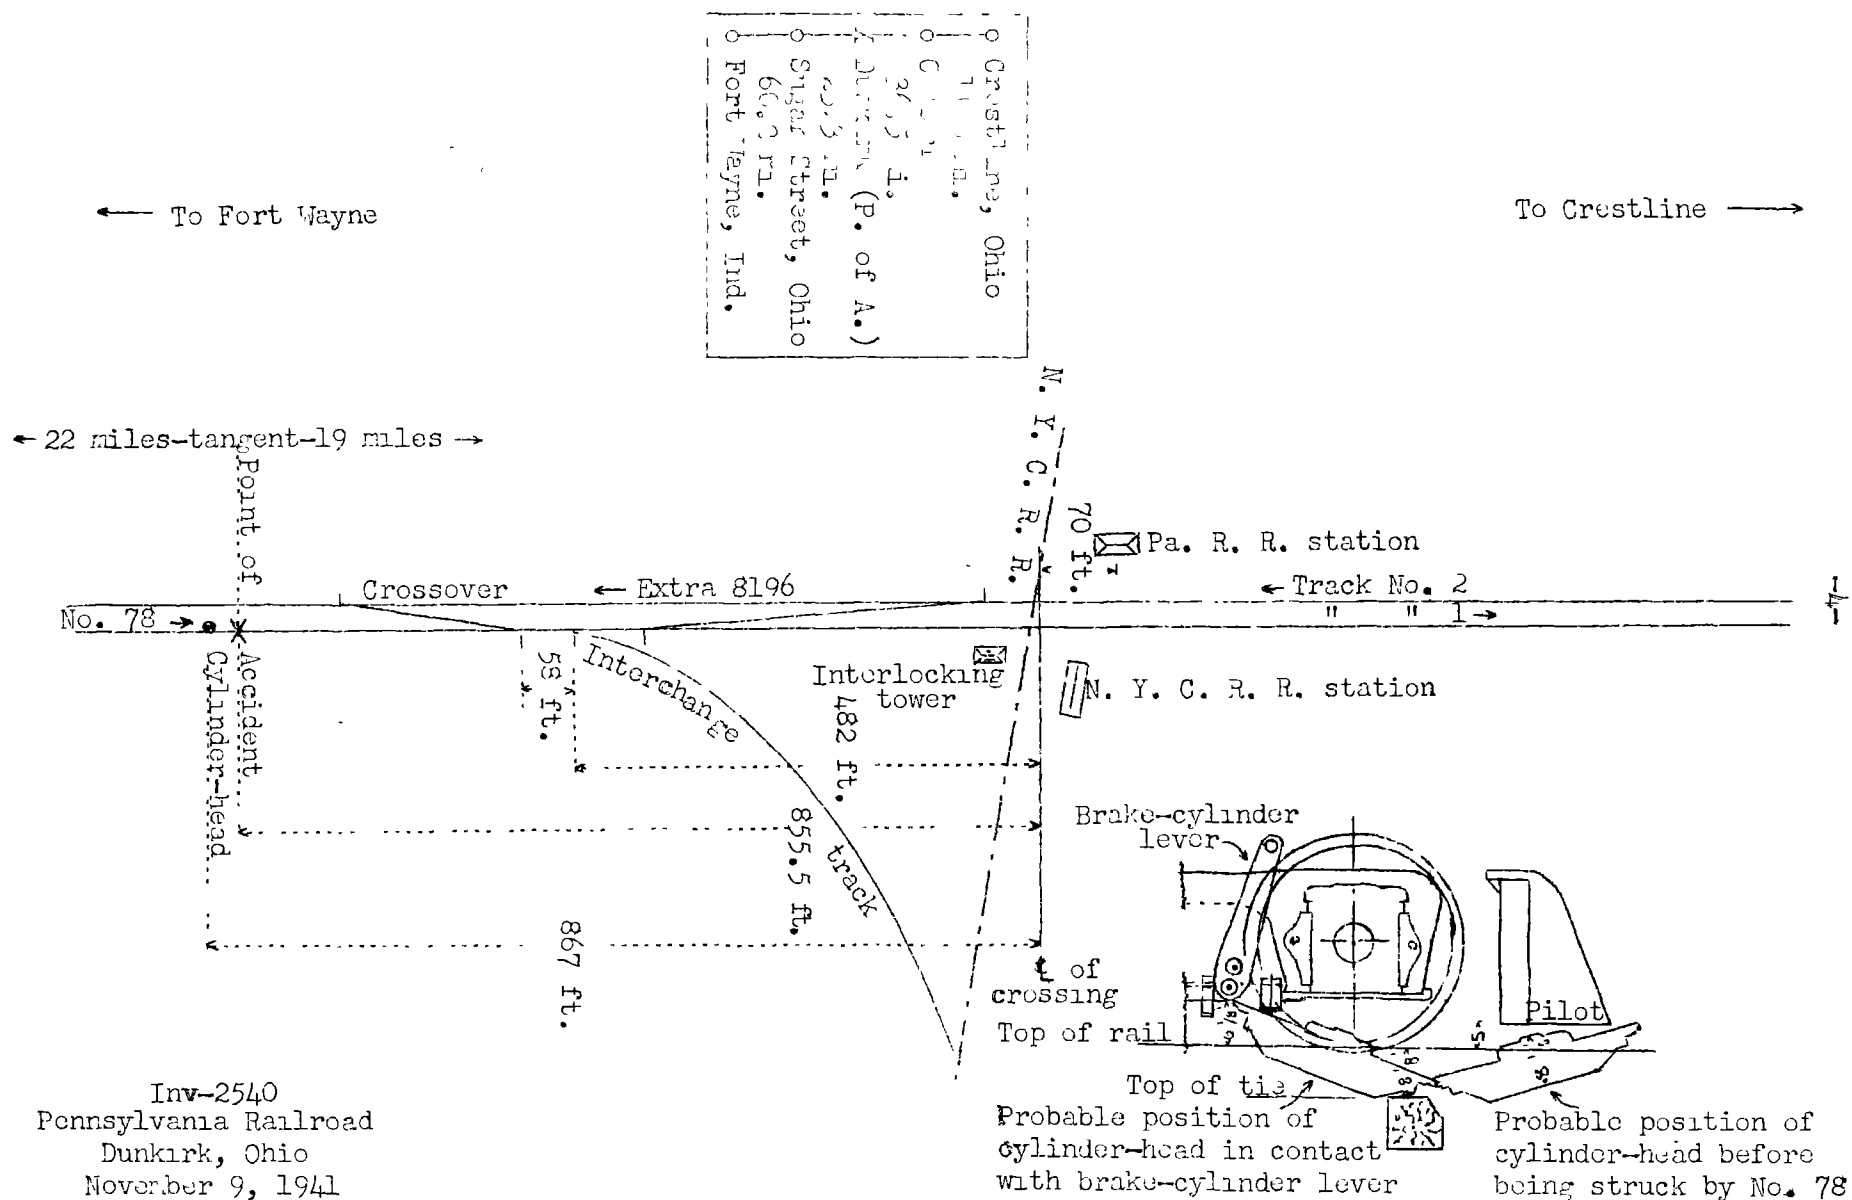 Crestline, Ohio
(P. of A.)
Sugar Street, Ohio
Fort Wayne, Ind.
← To Fort Wayne
To Crestline →
← 22 miles-tangent-19 miles →
N. Y. C. R. R.
70 ft.
Pa. R. R. station
Point of
Accident
Crossover
← Extra 8196
← Track No. 2
" " 1 →
No. 78 →
Cylinder-head
58 ft.
Interchange
track
Interlocking
tower
N. Y. C. R. R. station
482 ft.
855.5 ft.
867 ft.
℄ of
crossing
Brake-cylinder
lever
Pilot
Top of rail
5"
8"
8"
Top of tie
Probable position of
cylinder-head in contact
with brake-cylinder lever
Probable position of
cylinder-head before
being struck by No. 78
Inv-2540
Pennsylvania Railroad
Dunkirk, Ohio
November 9, 1941